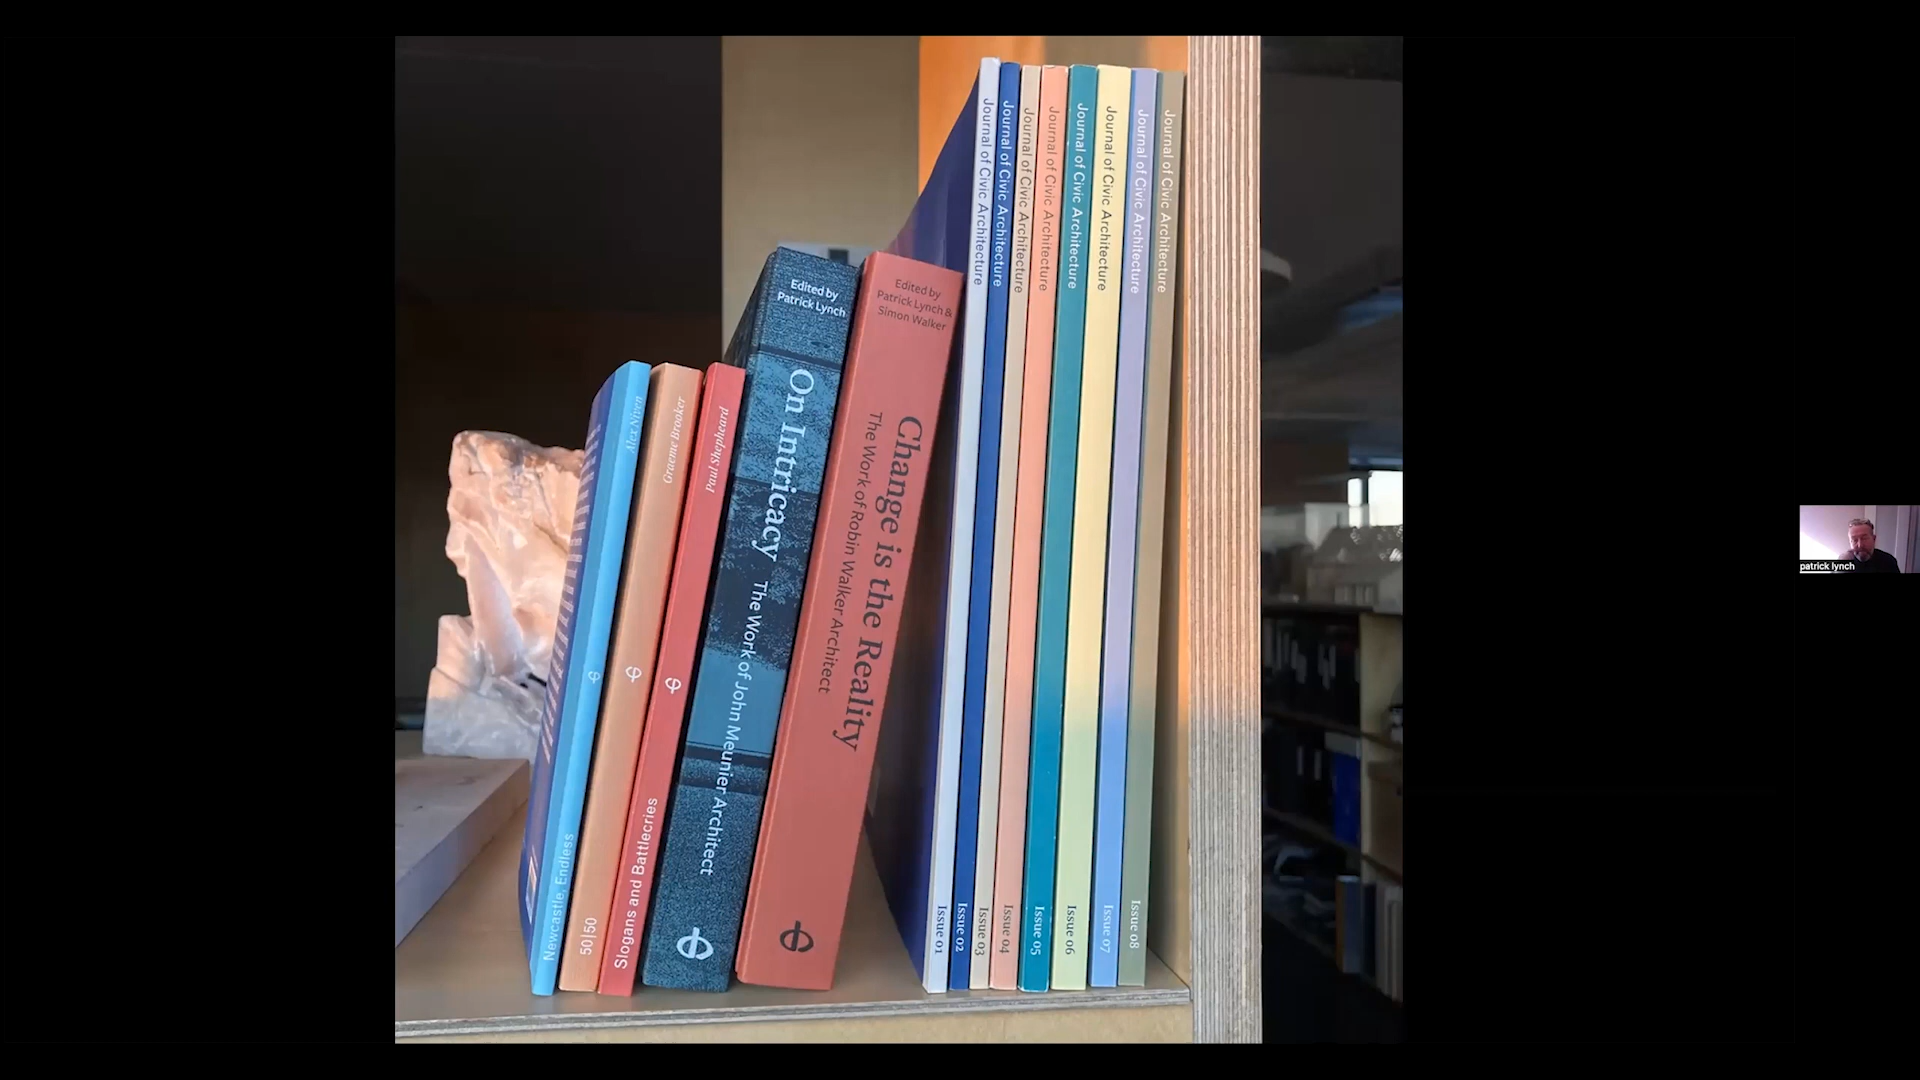 Alex Niven
Newcastle, Endless
Graeme Brooker
50|50
Paul Shepheard
Slogans and Battlecries
Edited by
Patrick Lynch
On Intricacy
The Work of John Meunier Architect
Edited by
Patrick Lynch &
Simon Walker
Change is the Reality
The Work of Robin Walker Architect
Journal of Civic Architecture
Issue 01
Journal of Civic Architecture
Issue 02
Journal of Civic Architecture
Issue 03
Journal of Civic Architecture
Issue 04
Journal of Civic Architecture
Issue 05
Journal of Civic Architecture
Issue 06
Journal of Civic Architecture
Issue 07
Journal of Civic Architecture
Issue 08
patrick lynch